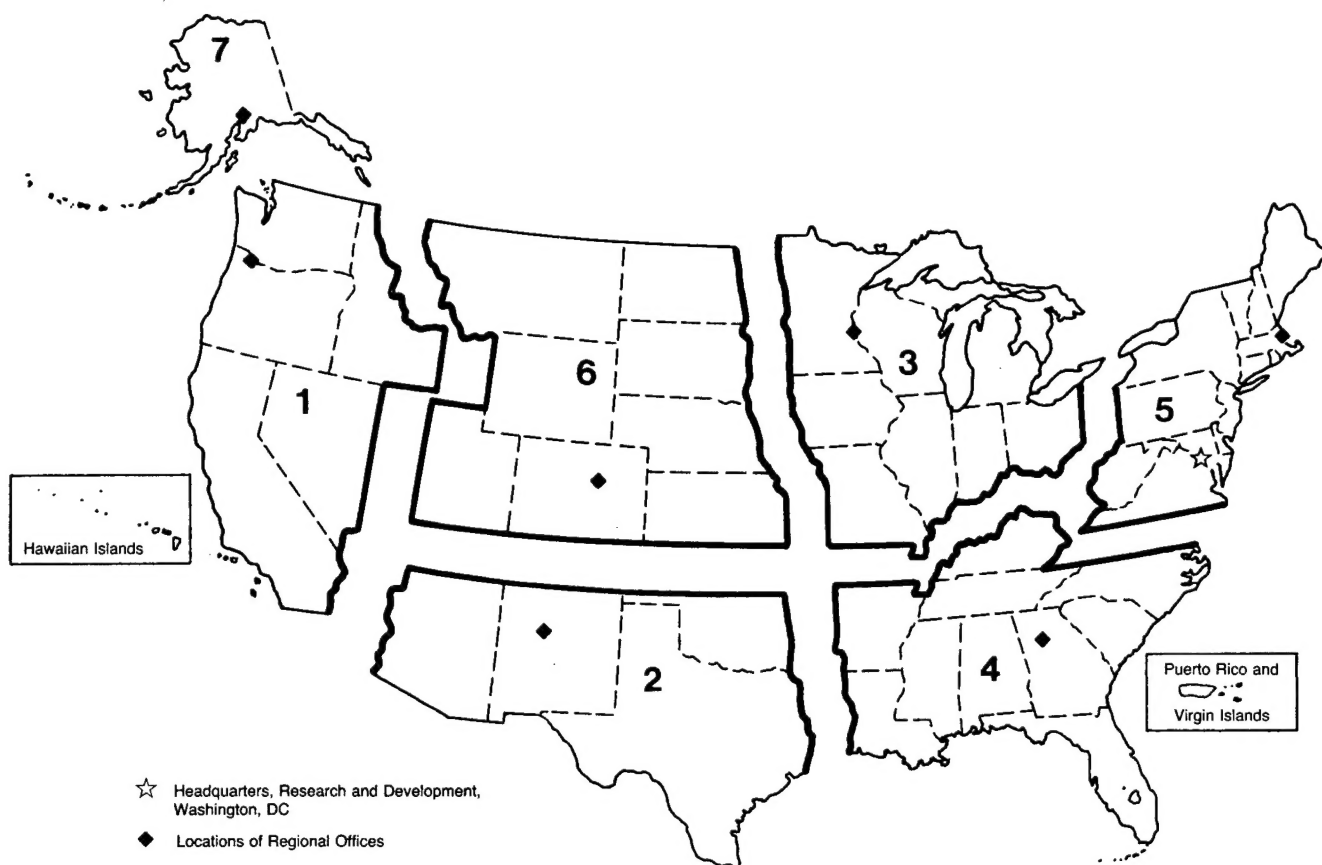 7
6
3
1
5
Hawaiian Islands
2
4
Puerto Rico and
Virgin Islands
Headquarters, Research and Development,
Washington, DC
Locations of Regional Offices